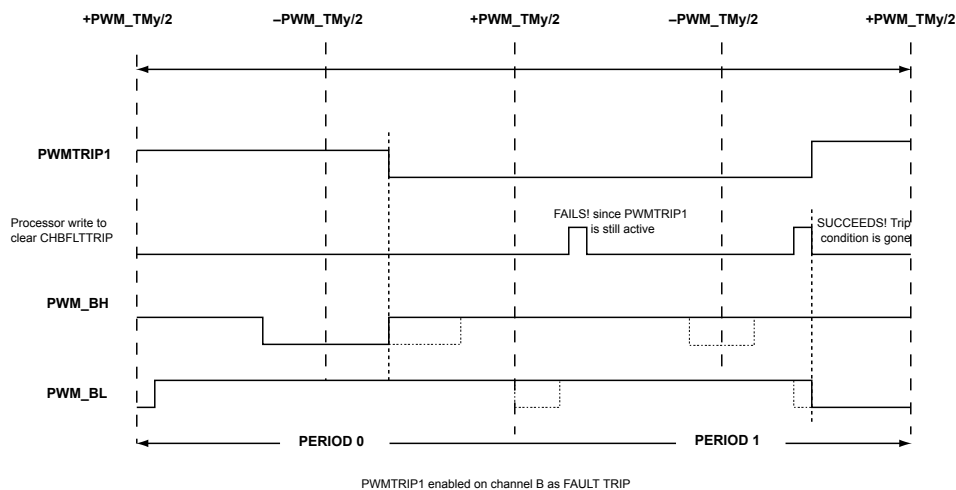 +PWM_TMy/2 –PWM_TMy/2 +PWM_TMy/2 –PWM_TMy/2 +PWM_TMy/2
PWMTRIP1
Processor write to
clear CHBFLTTRIP
FAILS! since PWMTRIP1
is still active
SUCCEEDS! Trip
condition is gone
PWM_BH
PWM_BL
PERIOD 0 PERIOD 1
PWMTRIP1 enabled on channel B as FAULT TRIP